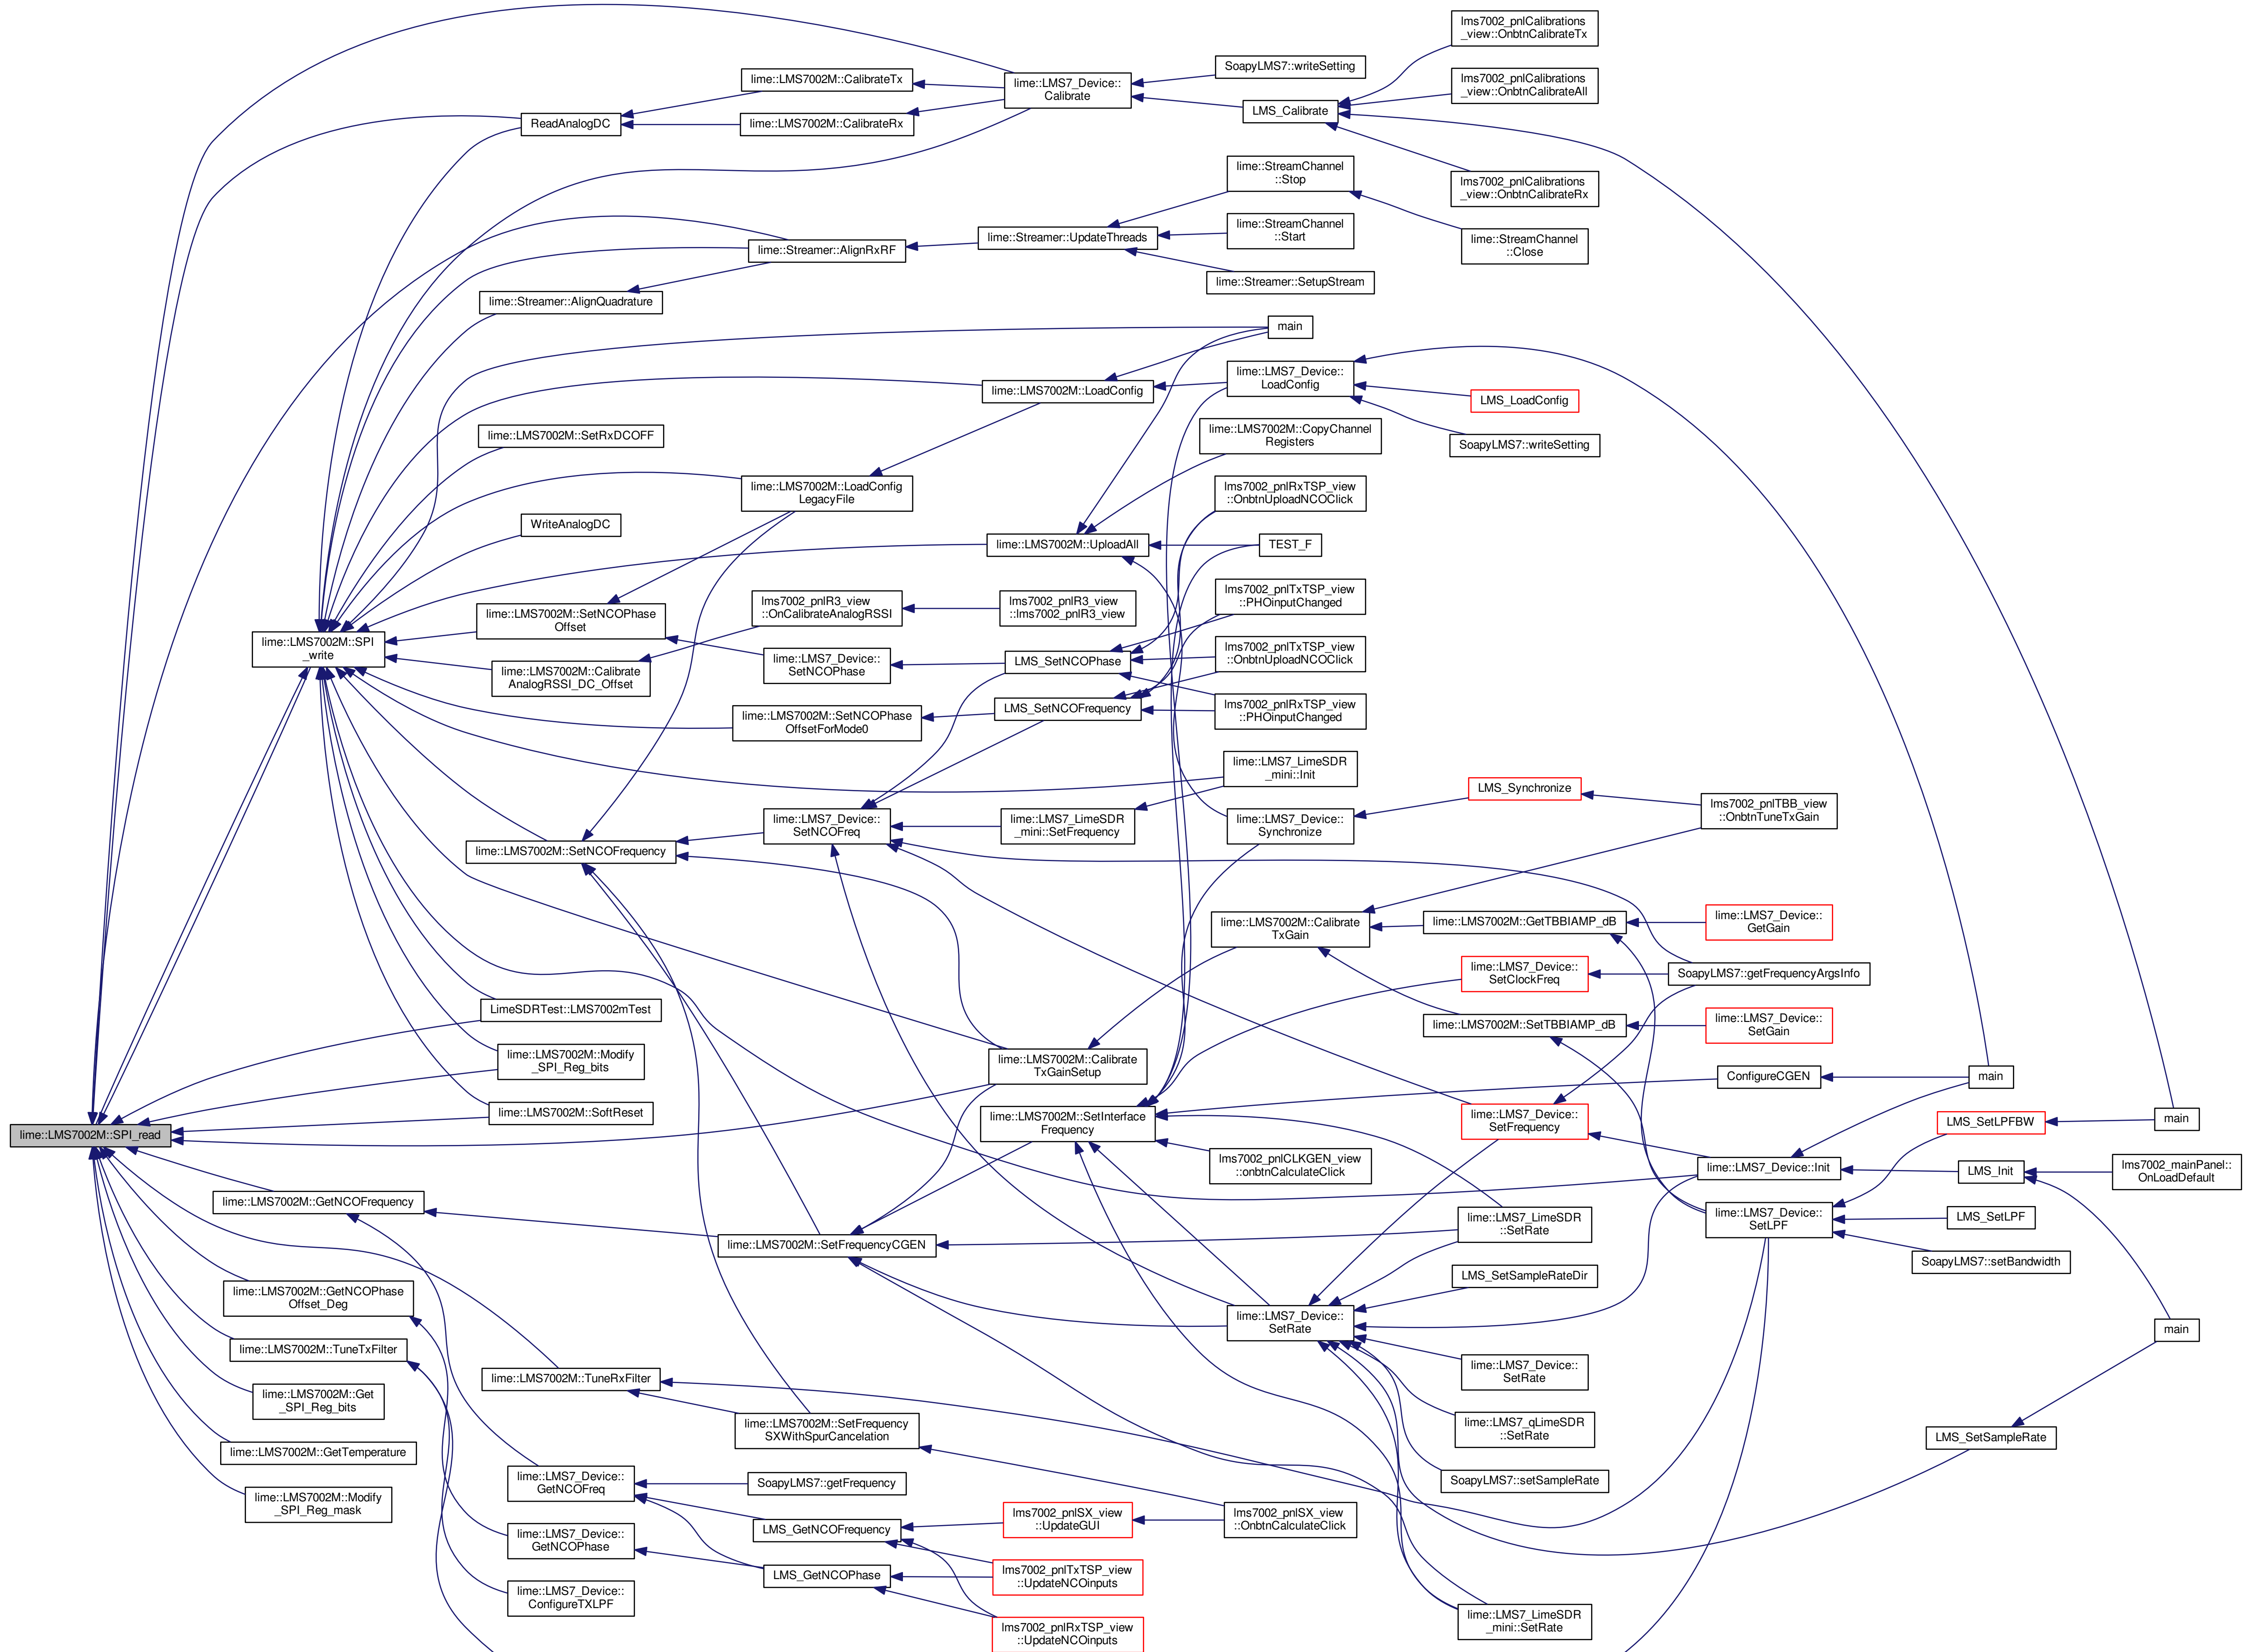 lime::LMS7002M::SPI_read
lime::LMS7002M::SPI
_write
lime::LMS7002M::GetNCOFrequency
lime::LMS7002M::GetNCOPhase
Offset_Deg
lime::LMS7002M::TuneTxFilter
lime::LMS7002M::Get
_SPI_Reg_bits
lime::LMS7002M::GetTemperature
lime::LMS7002M::Modify
_SPI_Reg_mask
ReadAnalogDC
lime::Streamer::AlignQuadrature
lime::LMS7002M::SetRxDCOFF
WriteAnalogDC
lime::LMS7002M::SetNCOPhase
Offset
lime::LMS7002M::Calibrate
AnalogRSSI_DC_Offset
lime::LMS7002M::SetNCOFrequency
LimeSDRTest::LMS7002mTest
lime::LMS7002M::Modify
_SPI_Reg_bits
lime::LMS7002M::SoftReset
lime::LMS7002M::TuneRxFilter
lime::LMS7_Device::
GetNCOFreq
lime::LMS7_Device::
GetNCOPhase
lime::LMS7_Device::
ConfigureTXLPF
lime::LMS7002M::CalibrateTx
lime::LMS7002M::CalibrateRx
lime::Streamer::AlignRxRF
lime::LMS7002M::LoadConfig
LegacyFile
lms7002_pnlR3_view
::OnCalibrateAnalogRSSI
lime::LMS7_Device::
SetNCOPhase
lime::LMS7002M::SetNCOPhase
OffsetForMode0
lime::LMS7_Device::
SetNCOFreq
lime::LMS7002M::SetFrequencyCGEN
lime::LMS7002M::SetFrequency
SXWithSpurCancelation
SoapyLMS7::getFrequency
LMS_GetNCOFrequency
LMS_GetNCOPhase
lime::LMS7_Device::
Calibrate
lime::Streamer::UpdateThreads
lime::LMS7002M::LoadConfig
lime::LMS7002M::UploadAll
lms7002_pnlR3_view
::lms7002_pnlR3_view
LMS_SetNCOPhase
LMS_SetNCOFrequency
lime::LMS7_LimeSDR
_mini::SetFrequency
lime::LMS7002M::Calibrate
TxGainSetup
lime::LMS7002M::SetInterface
Frequency
lms7002_pnlSX_view
::UpdateGUI
lms7002_pnlTxTSP_view
::UpdateNCOinputs
lms7002_pnlRxTSP_view
::UpdateNCOinputs
SoapyLMS7::writeSetting
LMS_Calibrate
lime::StreamChannel
::Stop
lime::StreamChannel
::Start
lime::Streamer::SetupStream
main
lime::LMS7_Device::
LoadConfig
lime::LMS7002M::CopyChannel
Registers
lms7002_pnlRxTSP_view
::OnbtnUploadNCOClick
TEST_F
lms7002_pnlTxTSP_view
::PHOinputChanged
lms7002_pnlTxTSP_view
::OnbtnUploadNCOClick
lms7002_pnlRxTSP_view
::PHOinputChanged
lime::LMS7_LimeSDR
_mini::Init
lime::LMS7_Device::
Synchronize
lime::LMS7002M::Calibrate
TxGain
lms7002_pnlCLKGEN_view
::onbtnCalculateClick
lime::LMS7_Device::
SetRate
lms7002_pnlSX_view
::OnbtnCalculateClick
lms7002_pnlCalibrations
_view::OnbtnCalibrateTx
lms7002_pnlCalibrations
_view::OnbtnCalibrateAll
lms7002_pnlCalibrations
_view::OnbtnCalibrateRx
lime::StreamChannel
::Close
LMS_LoadConfig
SoapyLMS7::writeSetting
LMS_Synchronize
lime::LMS7002M::GetTBBIAMP_dB
lime::LMS7_Device::
SetClockFreq
lime::LMS7002M::SetTBBIAMP_dB
lime::LMS7_Device::
SetFrequency
lime::LMS7_LimeSDR
::SetRate
LMS_SetSampleRateDir
lime::LMS7_Device::
SetRate
lime::LMS7_qLimeSDR
::SetRate
SoapyLMS7::setSampleRate
lime::LMS7_LimeSDR
_mini::SetRate
lms7002_pnlTBB_view
::OnbtnTuneTxGain
lime::LMS7_Device::
GetGain
SoapyLMS7::getFrequencyArgsInfo
lime::LMS7_Device::
SetGain
ConfigureCGEN
lime::LMS7_Device::Init
lime::LMS7_Device::
SetLPF
main
LMS_SetLPFBW
LMS_Init
LMS_SetLPF
SoapyLMS7::setBandwidth
LMS_SetSampleRate
main
lms7002_mainPanel::
OnLoadDefault
main